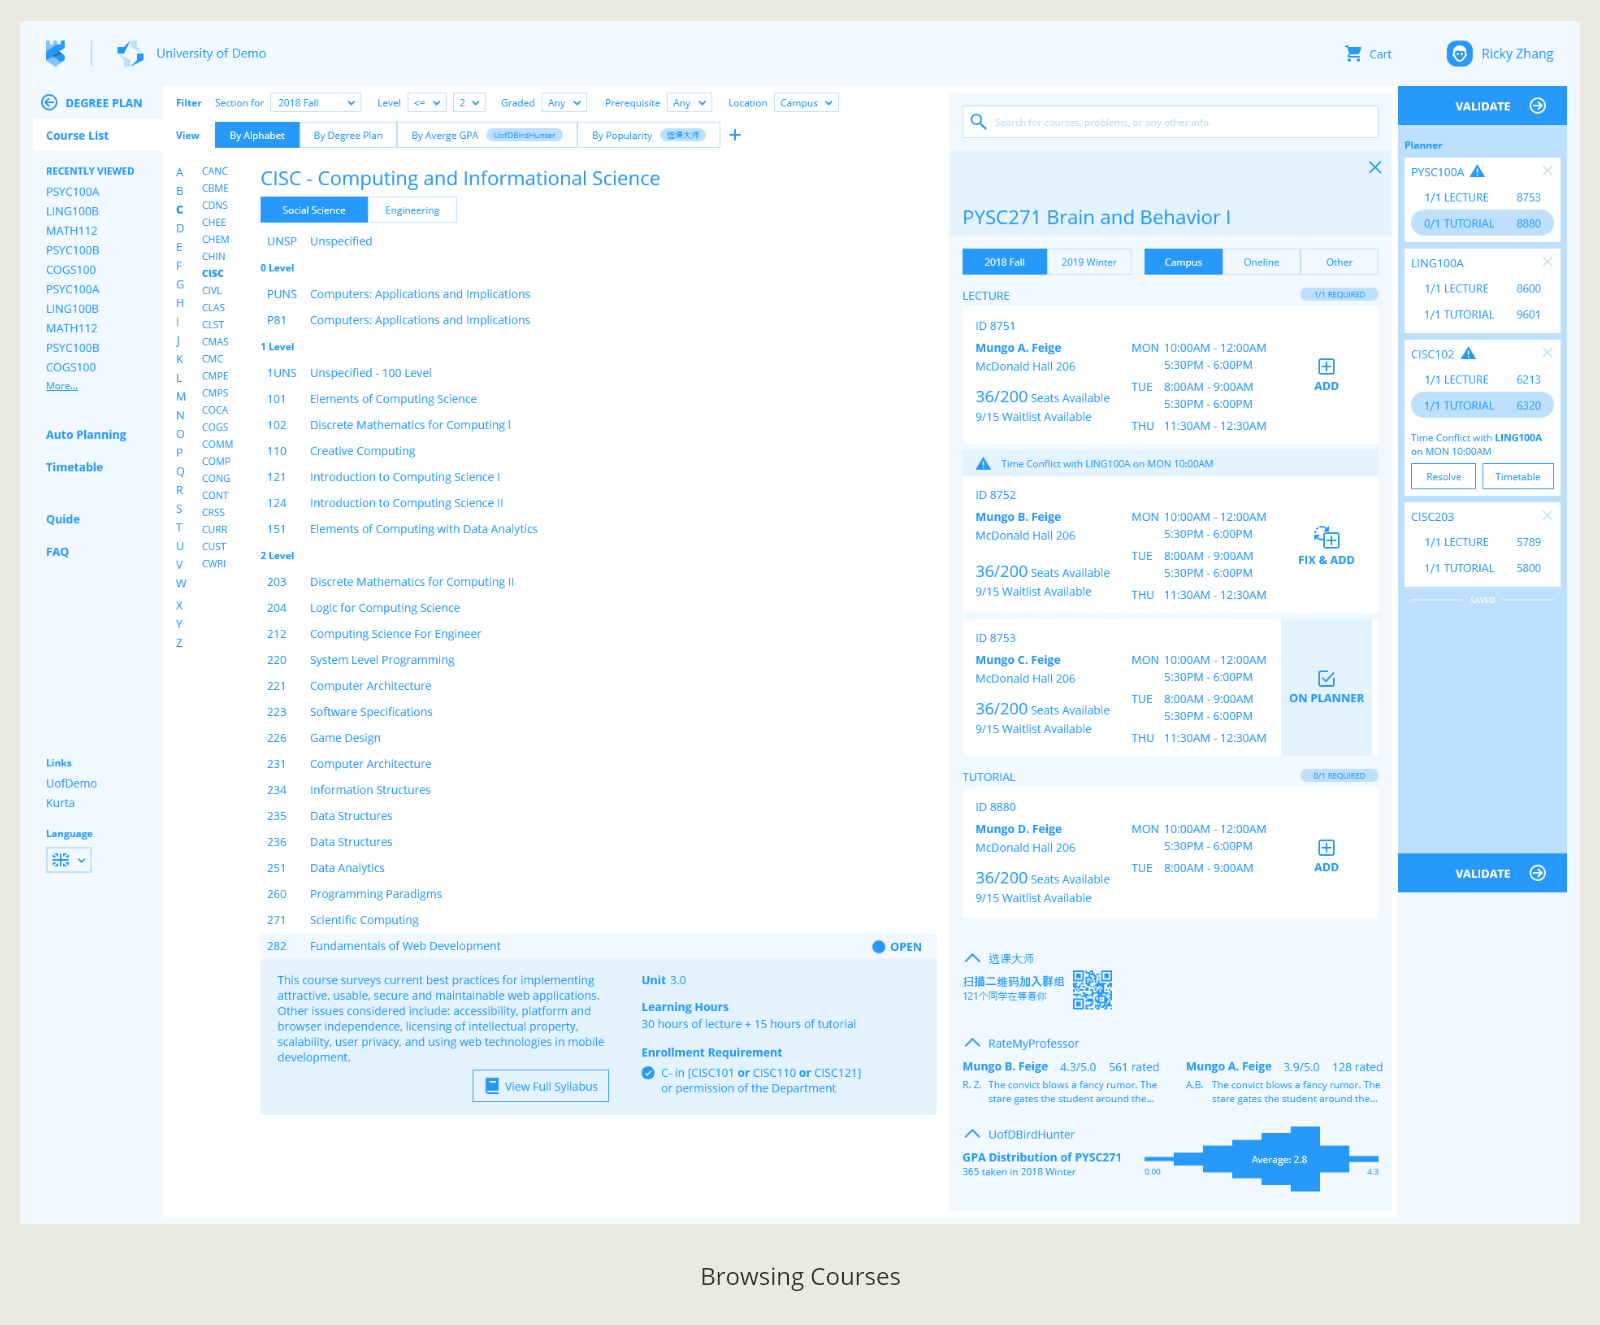 University of Demo
Cart
Ricky Zhang
DEGREE PLAN
Course List
RECENTLY VIEWED
PSYC100A
LING100B
MATH112
PSYC100B
COGS100
PSYC100A
LING100B
MATH112
PSYC100B
COGS100
More...
Auto Planning
Timetable
Quide
FAQ
Links
UofDemo
Kurta
Language
Filter Section for 2018 Fall Level <= 2 Graded Any Prerequisite Any Location Campus
View By Alphabet By Degree Plan By Averge GPA UofDBirdHunter By Popularity 选课大师
A
B
C
D
E
F
G
H
I
J
K
L
M
N
O
P
Q
R
S
T
U
V
W
X
Y
Z
CANC
CBME
CDNS
CHEE
CHEM
CHIN
CISC
CIVL
CLAS
CLST
CMAS
CMC
CMPE
CMPS
COCA
COGS
COMM
COMP
CONG
CONT
CRSS
CURR
CUST
CWRI
CISC - Computing and Informational Science
Social Science Engineering
UNSP Unspecified
0 Level
PUNS Computers: Applications and Implications
P81 Computers: Applications and Implications
1 Level
1UNS Unspecified - 100 Level
101 Elements of Computing Science
102 Discrete Mathematics for Computing l
110 Creative Computing
121 Introduction to Computing Science I
124 Introduction to Computing Science II
151 Elements of Computing with Data Analytics
2 Level
203 Discrete Mathematics for Computing II
204 Logic for Computing Science
212 Computing Science For Engineer
220 System Level Programming
221 Computer Architecture
223 Software Specifications
226 Game Design
231 Computer Architecture
234 Information Structures
235 Data Structures
236 Data Structures
251 Data Analytics
260 Programming Paradigms
271 Scientific Computing
282 Fundamentals of Web Development OPEN
This course surveys current best practices for implementing
attractive, usable, secure and maintainable web applications.
Other issues considered include: accessibility, platform and
browser independence, licensing of intellectual property,
scalability, user privacy, and using web technologies in mobile
development.
View Full Syllabus
Unit 3.0
Learning Hours
30 hours of lecture + 15 hours of tutorial
Enrollment Requirement
C- in [CISC101 or CISC110 or CISC121]
or permission of the Department
Search for courses, problems, or any other info
PYSC271 Brain and Behavior I
2018 Fall 2019 Winter Campus Oneline Other
LECTURE 1/1 REQUIRED
ID 8751
Mungo A. Feige
McDonald Hall 206
36/200 Seats Available
9/15 Waitlist Available
MON 10:00AM - 12:00AM
5:30PM - 6:00PM
TUE 8:00AM - 9:00AM
5:30PM - 6:00PM
THU 11:30AM - 12:30AM
ADD
Time Conflict with LING100A on MON 10:00AM
ID 8752
Mungo B. Feige
McDonald Hall 206
36/200 Seats Available
9/15 Waitlist Available
MON 10:00AM - 12:00AM
5:30PM - 6:00PM
TUE 8:00AM - 9:00AM
5:30PM - 6:00PM
THU 11:30AM - 12:30AM
FIX & ADD
ID 8753
Mungo C. Feige
McDonald Hall 206
36/200 Seats Available
9/15 Waitlist Available
MON 10:00AM - 12:00AM
5:30PM - 6:00PM
TUE 8:00AM - 9:00AM
5:30PM - 6:00PM
THU 11:30AM - 12:30AM
ON PLANNER
TUTORIAL 0/1 REQUIRED
ID 8880
Mungo D. Feige
McDonald Hall 206
36/200 Seats Available
9/15 Waitlist Available
MON 10:00AM - 12:00AM
5:30PM - 6:00PM
TUE 8:00AM - 9:00AM
ADD
选课大师
扫描二维码加入群组
121个同学在等着你
RateMyProfessor
Mungo B. Feige 4.3/5.0 561 rated
R. Z. The convict blows a fancy rumor. The
stare gates the student around the...
Mungo A. Feige 3.9/5.0 128 rated
A.B. The convict blows a fancy rumor. The
stare gates the student around the...
UofDBirdHunter
GPA Distribution of PYSC271
365 taken in 2018 Winter
Average: 2.8
0.00 4.3
VALIDATE
Planner
PYSC100A
1/1 LECTURE 8753
0/1 TUTORIAL 8880
LING100A
1/1 LECTURE 8600
1/1 TUTORIAL 9601
CISC102
1/1 LECTURE 6213
1/1 TUTORIAL 6320
Time Conflict with LING100A
on MON 10:00AM
Resolve Timetable
CISC203
1/1 LECTURE 5789
1/1 TUTORIAL 5800
SAVED
VALIDATE
Browsing Courses